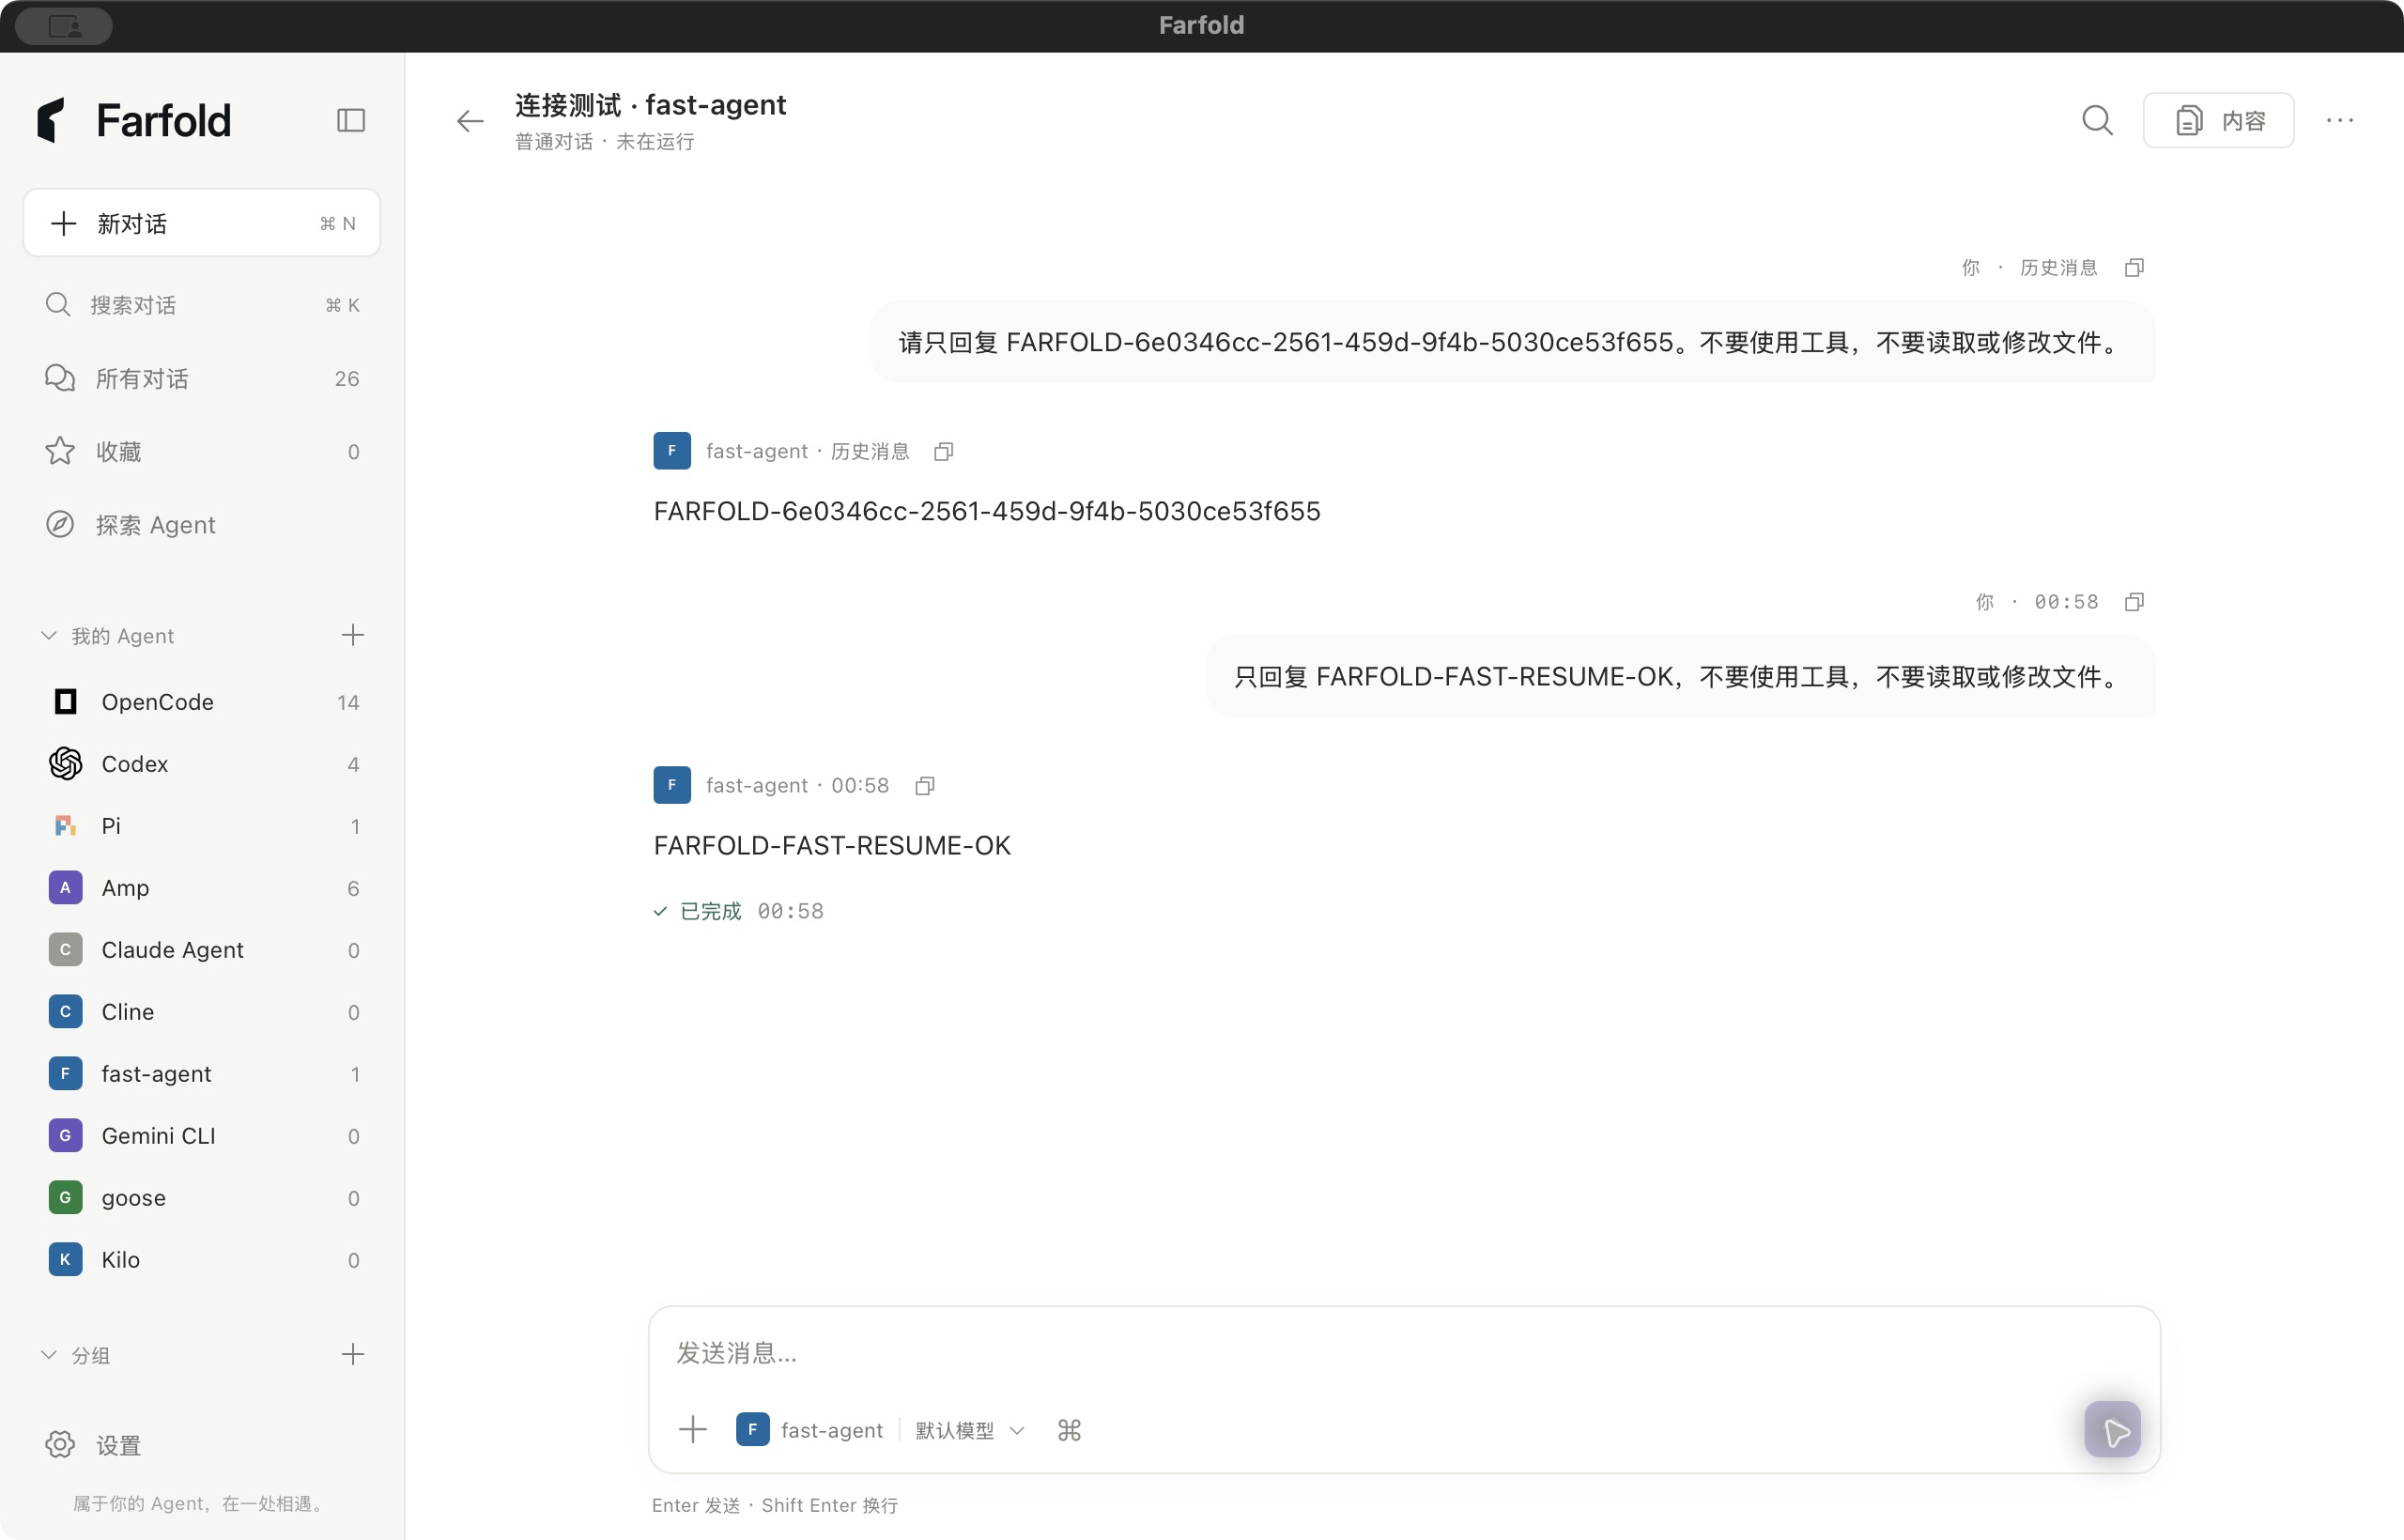 Farfold
Farfold
新对话 ⌘ N
搜索对话 ⌘ K
所有对话 26
收藏 0
探索 Agent
我的 Agent
OpenCode 14
Codex 4
Pi 1
A Amp 6
C Claude Agent 0
C Cline 0
F fast-agent 1
G Gemini CLI 0
G goose 0
K Kilo 0
分组
设置
属于你的 Agent，在一处相遇。
连接测试 · fast-agent
普通对话 · 未在运行
内容
你 · 历史消息
请只回复 FARFOLD-6e0346cc-2561-459d-9f4b-5030ce53f655。不要使用工具，不要读取或修改文件。
F fast-agent · 历史消息
FARFOLD-6e0346cc-2561-459d-9f4b-5030ce53f655
你 · 00:58
只回复 FARFOLD-FAST-RESUME-OK，不要使用工具，不要读取或修改文件。
F fast-agent · 00:58
FARFOLD-FAST-RESUME-OK
已完成 00:58
发送消息...
F fast-agent 默认模型 ⌘
Enter 发送 · Shift Enter 换行